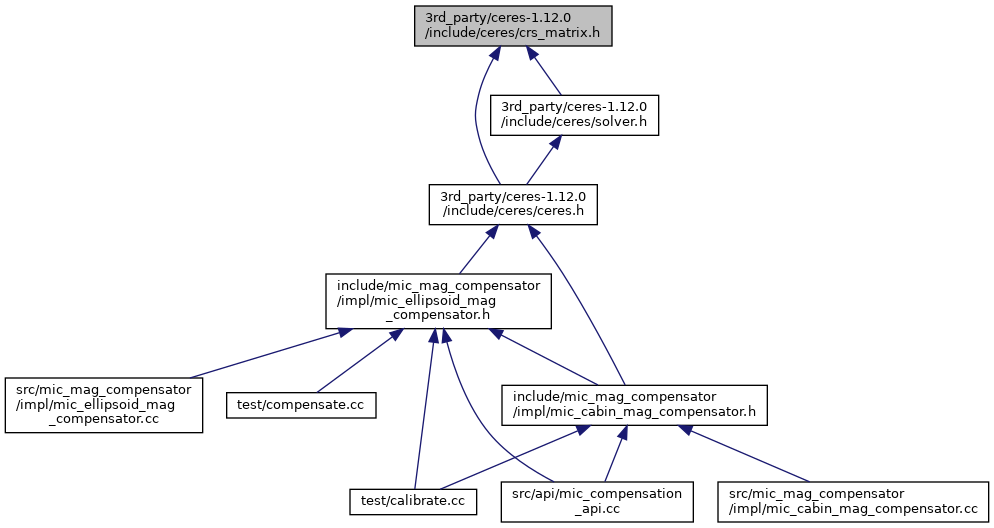 3rd_party/ceres-1.12.0
/include/ceres/crs_matrix.h
3rd_party/ceres-1.12.0
/include/ceres/solver.h
3rd_party/ceres-1.12.0
/include/ceres/ceres.h
include/mic_mag_compensator
/impl/mic_ellipsoid_mag
_compensator.h
src/mic_mag_compensator
/impl/mic_ellipsoid_mag
_compensator.cc
test/compensate.cc
include/mic_mag_compensator
/impl/mic_cabin_mag_compensator.h
test/calibrate.cc
src/api/mic_compensation
_api.cc
src/mic_mag_compensator
/impl/mic_cabin_mag_compensator.cc